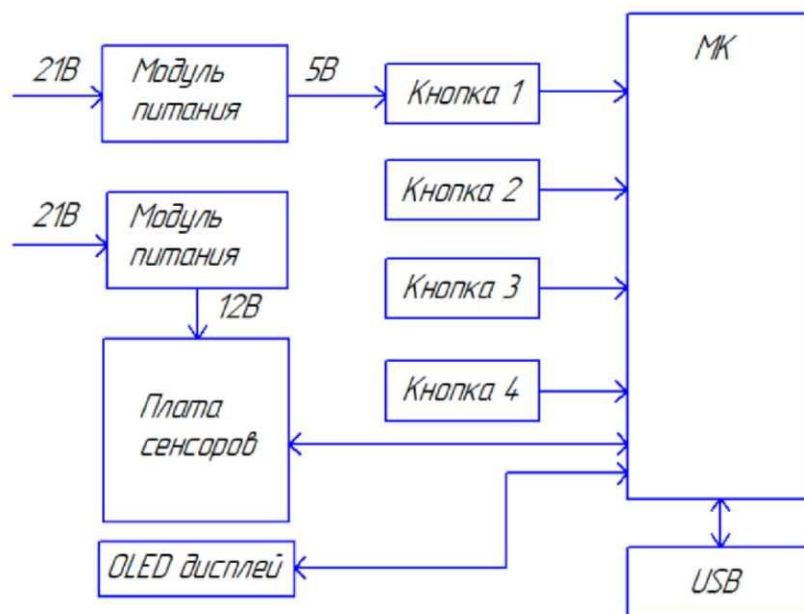 МК
21В
Модуль
питания
5В
Кнопка 1
Кнопка 2
21В
Модуль
питания
Кнопка 3
12В
Кнопка 4
Плата
сенсоров
OLED дисплей
USB